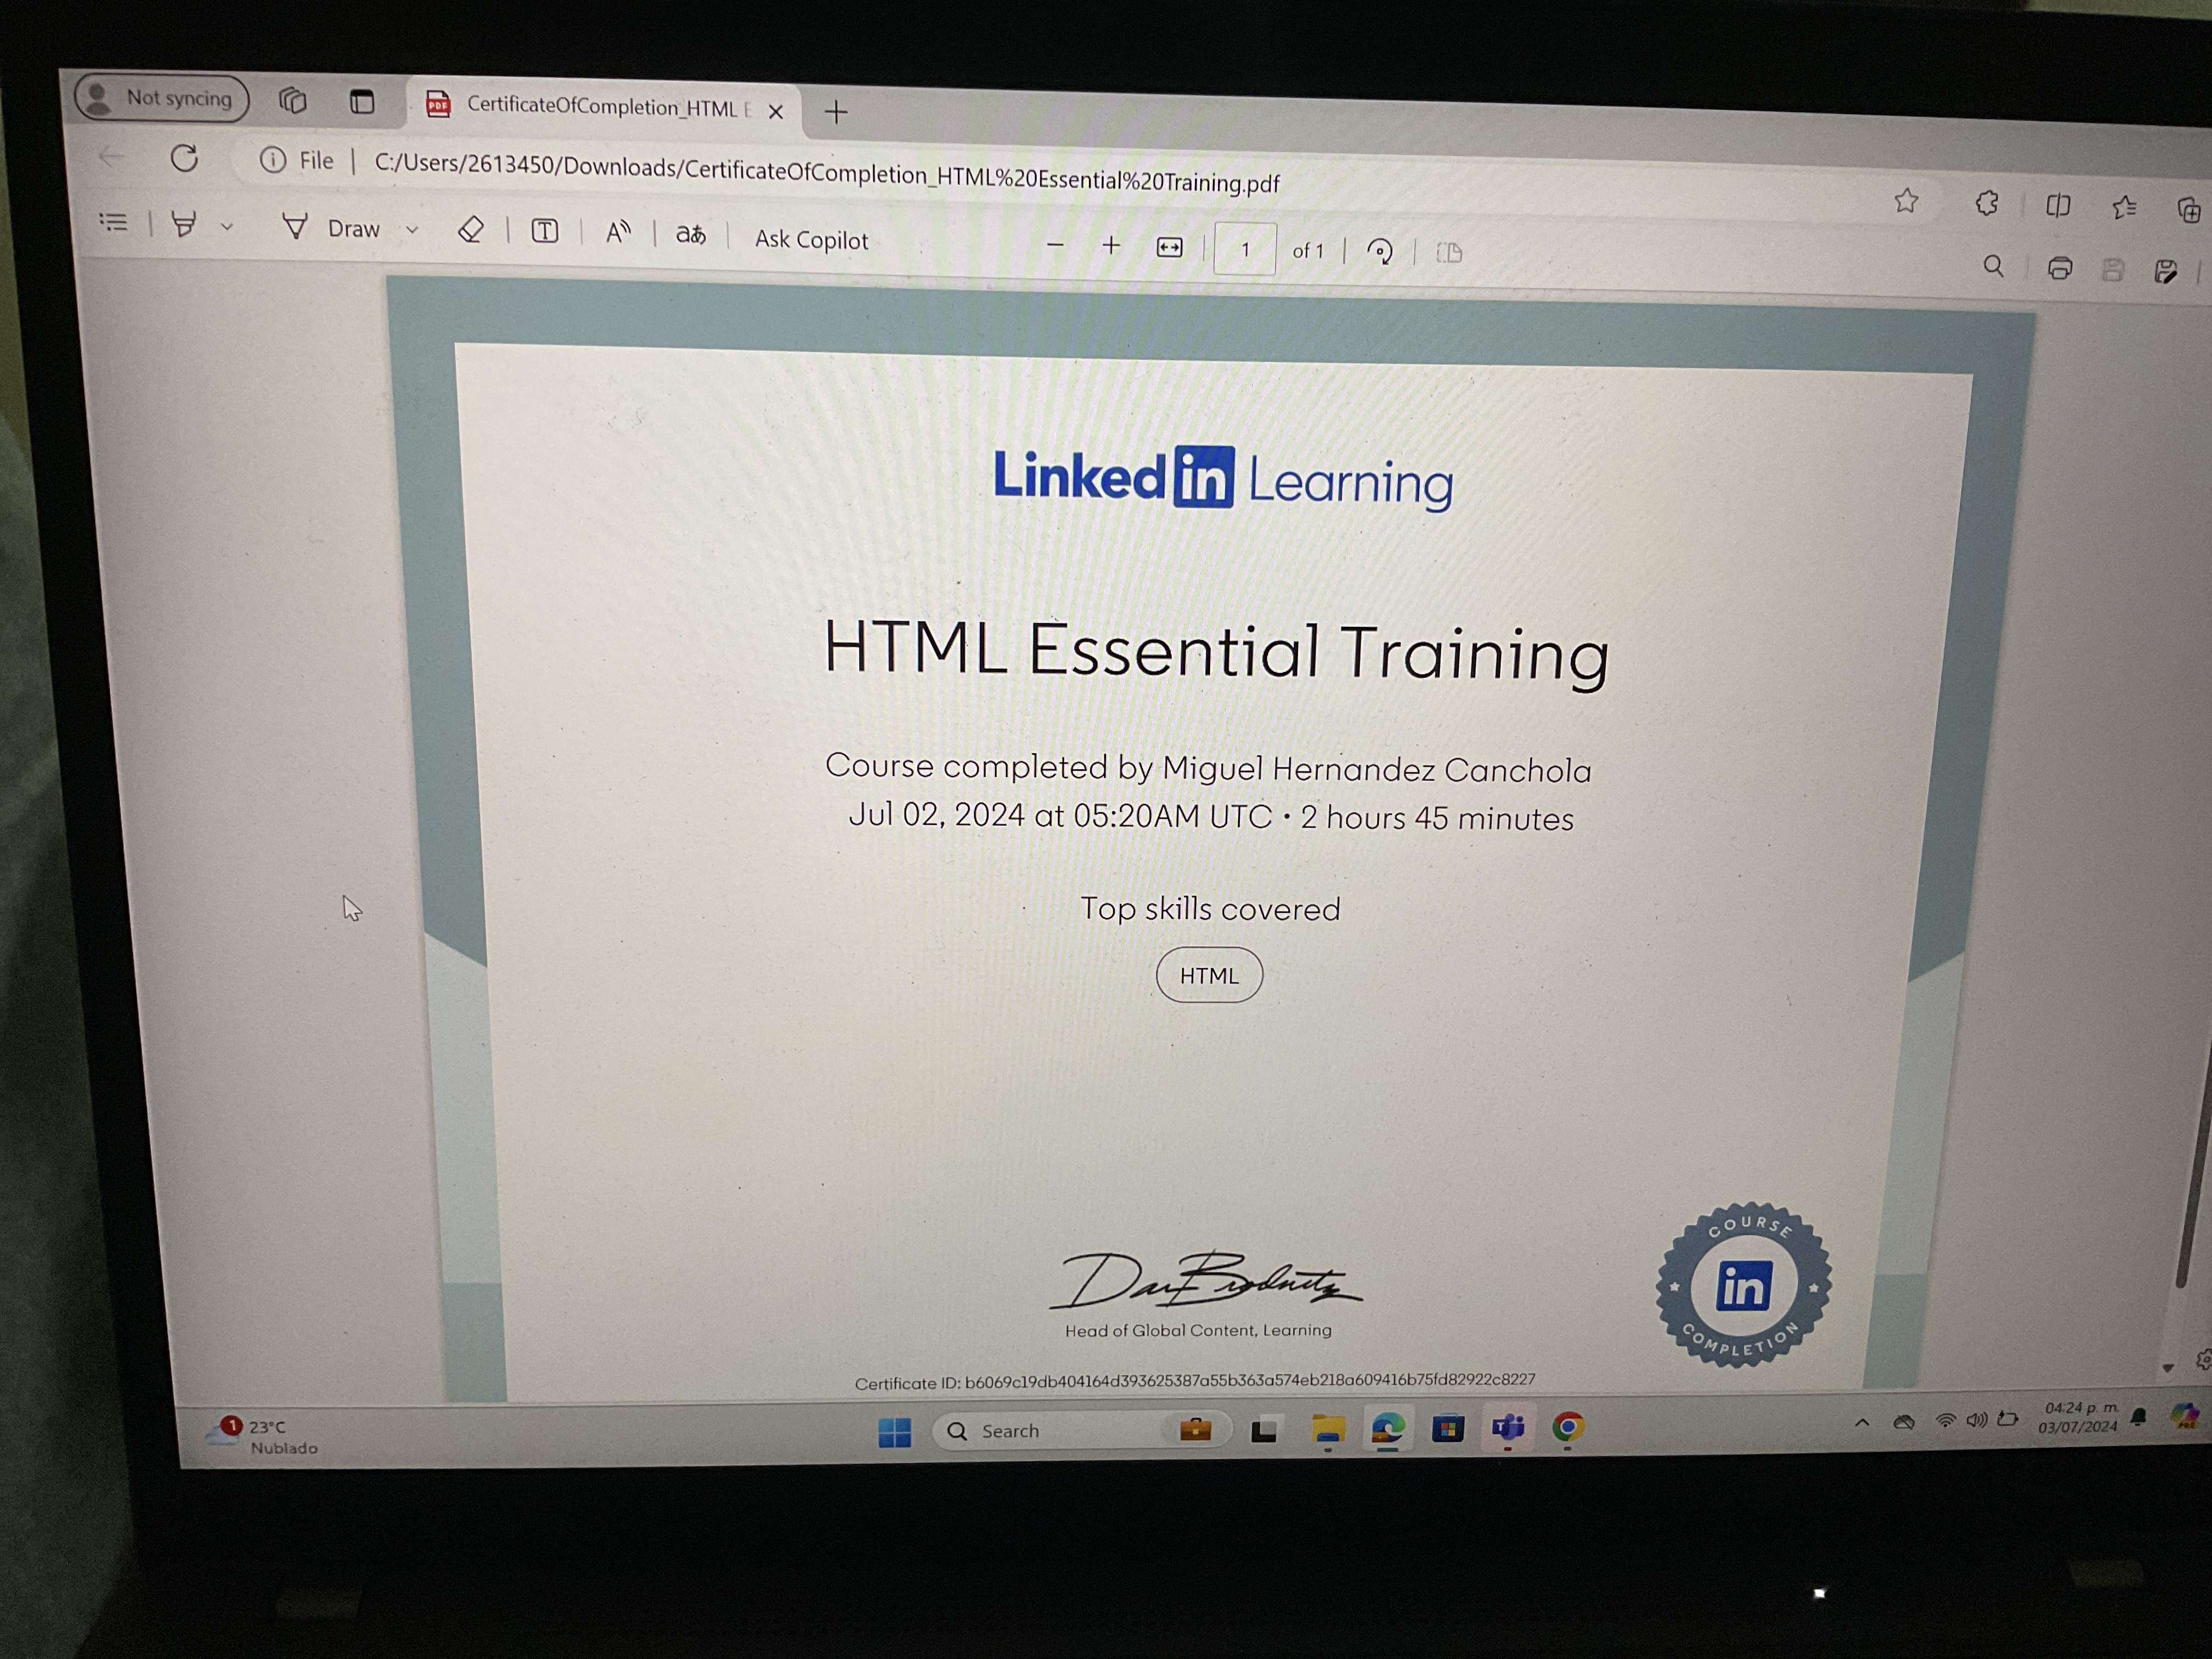 Not syncing
CertificateOfCompletion_HTML E
File
C:/Users/2613450/Downloads/CertificateOfCompletion_HTML%20Essential%20Training.pdf
Draw
T
A
aあ
Ask Copilot
1 of 1
Linked in Learning
HTML Essential Training
Course completed by Miguel Hernandez Canchola
Jul 02, 2024 at 05:20AM UTC • 2 hours 45 minutes
Top skills covered
HTML
Head of Global Content, Learning
COURSE
in
COMPLETION
Certificate ID: b6069c19db404164d393625387a55b363a574eb218a609416b75fd82922c8227
1
23°C
Nublado
Search
04:24 p. m.
03/07/2024
PRE